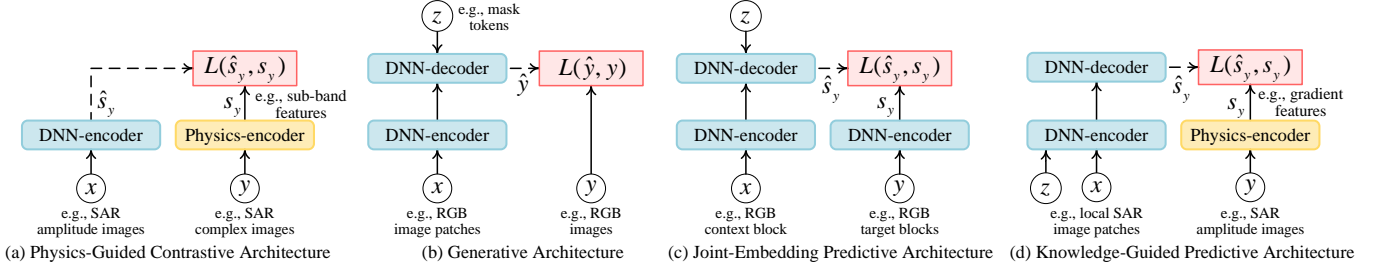 L(ŝ_y, s_y)
ŝ_y
s_y
e.g., sub-band
features
DNN-encoder
Physics-encoder
x
y
e.g., SAR
amplitude images
e.g., SAR
complex images
(a) Physics-Guided Contrastive Architecture
z
e.g., mask
tokens
DNN-decoder
ŷ
L(ŷ, y)
DNN-encoder
x
y
e.g., RGB
image patches
e.g., RGB
images
(b) Generative Architecture
z
DNN-decoder
ŝ_y
L(ŝ_y, s_y)
s_y
DNN-encoder
DNN-encoder
x
y
e.g., RGB
context block
e.g., RGB
target blocks
(c) Joint-Embedding Predictive Architecture
DNN-decoder
ŝ_y
L(ŝ_y, s_y)
s_y
e.g., gradient
features
DNN-encoder
Physics-encoder
z
x
y
e.g., local SAR
image patches
e.g., SAR
amplitude images
(d) Knowledge-Guided Predictive Architecture